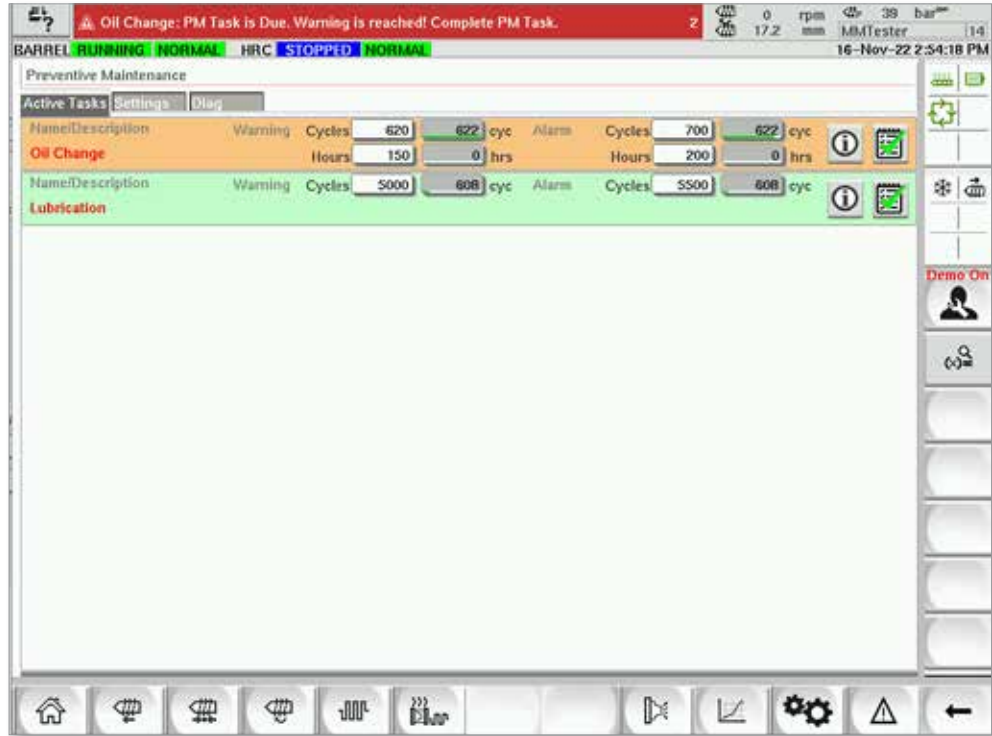 Oil Change: PM Task is Due. Warning is reached! Complete PM Task. 2 0 rpm 39 bar
17.2 mm MMTester 14
BARREL RUNNING NORMAL HRC STOPPED NORMAL 16-Nov-22 2:54:18 PM
Preventive Maintenance
Active Tasks Settings Diag
Name/Description Warning Cycles 620 622 cyc Alarm Cycles 700 622 cyc
Oil Change Hours 150 0 hrs Hours 200 0 hrs
Name/Description Warning Cycles 5000 608 cyc Alarm Cycles 5500 608 cyc
Lubrication
Demo On